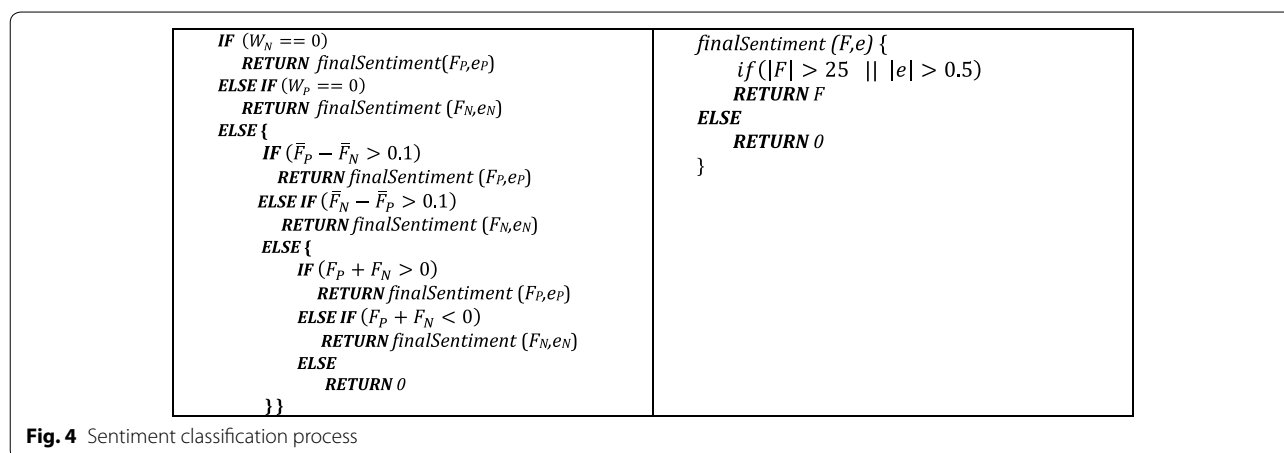 IF (W_N == 0)
RETURN finalSentiment(F_P,e_P)
ELSE IF (W_P == 0)
RETURN finalSentiment (F_N,e_N)
ELSE {
IF (F̄_P − F̄_N > 0.1)
RETURN finalSentiment (F_P,e_P)
ELSE IF (F̄_N − F̄_P > 0.1)
RETURN finalSentiment (F_N,e_N)
ELSE {
IF (F_P + F_N > 0)
RETURN finalSentiment (F_P,e_P)
ELSE IF (F_P + F_N < 0)
RETURN finalSentiment (F_N,e_N)
ELSE
RETURN 0
} }
finalSentiment (F,e) {
if(|F| > 25 || |e| > 0.5)
RETURN F
ELSE
RETURN 0
}
Fig. 4 Sentiment classification process